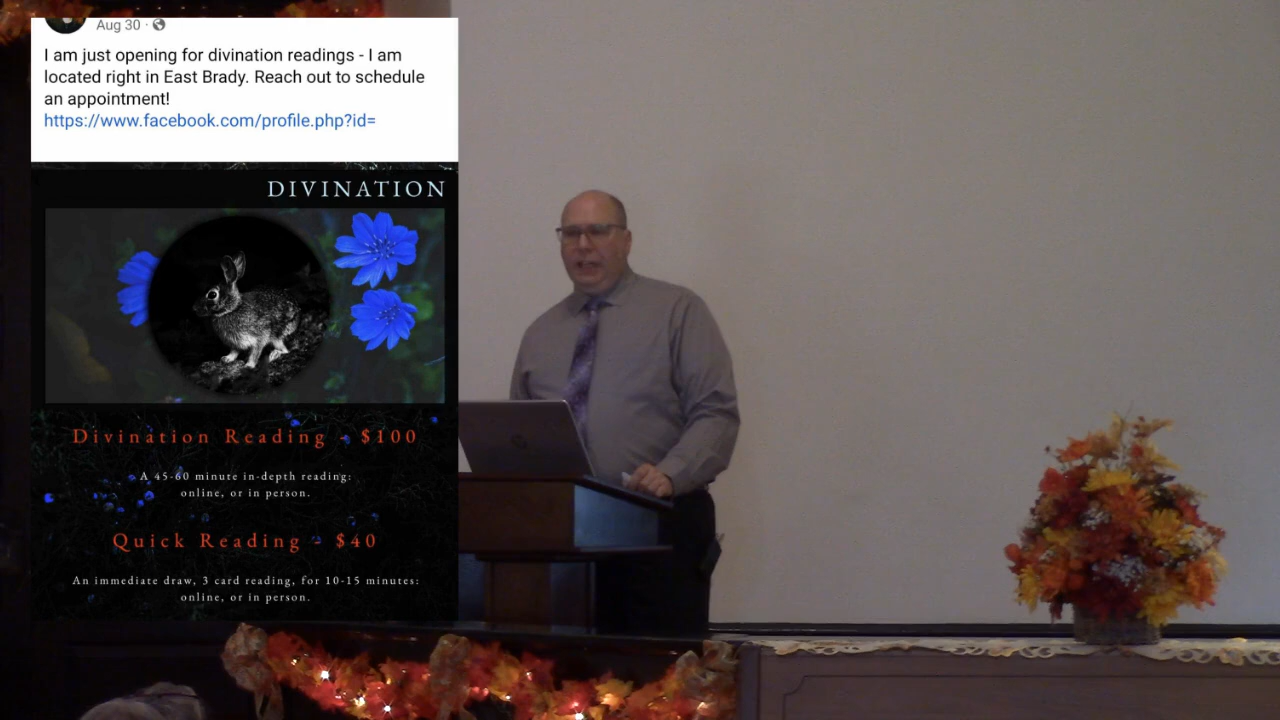 Aug 30 ·
I am just opening for divination readings - I am
located right in East Brady. Reach out to schedule
an appointment!
https://www.facebook.com/profile.php?id=
DIVINATION
Divination Reading - $100
A 45-60 minute in-depth reading:
online, or in person.
Quick Reading - $40
An immediate draw, 3 card reading, for 10-15 minutes:
online, or in person.